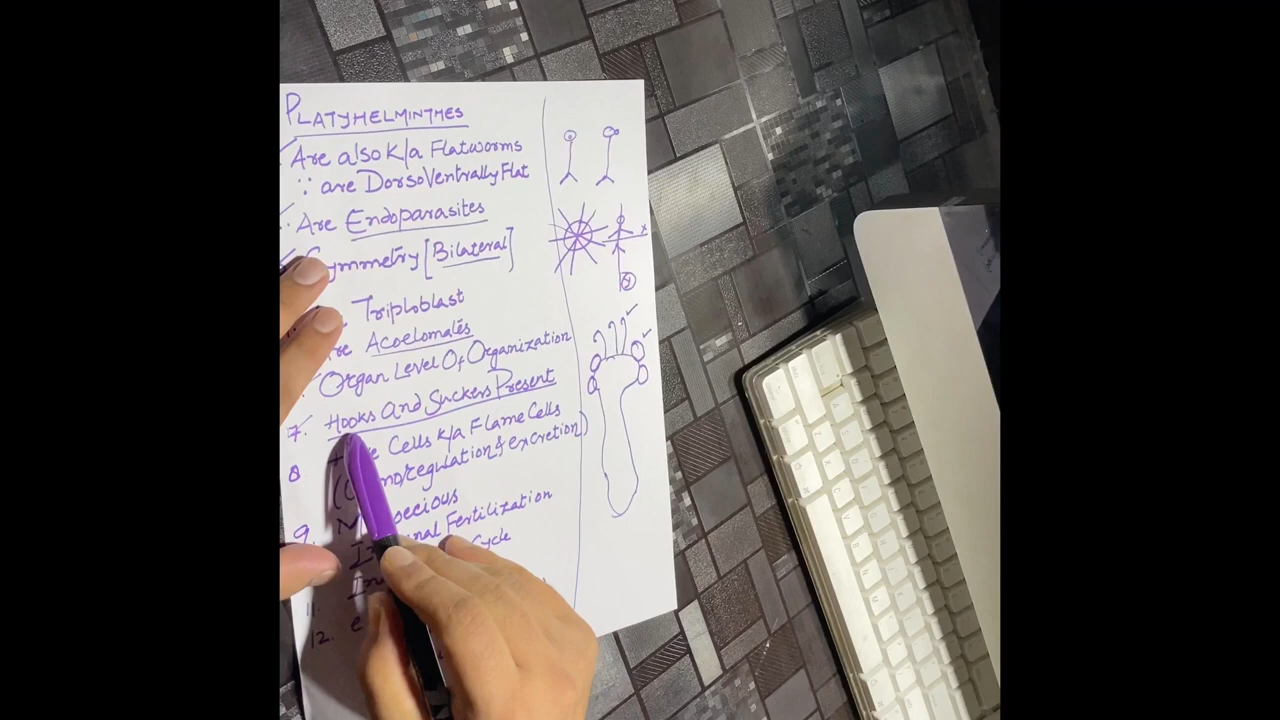 PLATYHELMINTHES
Are also K/a Flatworms
∵ are DorsoVentrally Flat
Are Endoparasites
Symmetry [Bilateral]
Triploblast
Acoelomates
Organ Level Of Organization
7. Hooks And Suckers Present
8 Cells k/a Flame Cells
regulation & excretion)
9.
Fertilization
Cycle
11.
12.
x
y